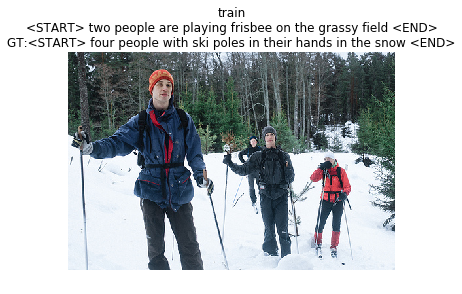 train
<START> two people are playing frisbee on the grassy field <END>
GT:<START> four people with ski poles in their hands in the snow <END>